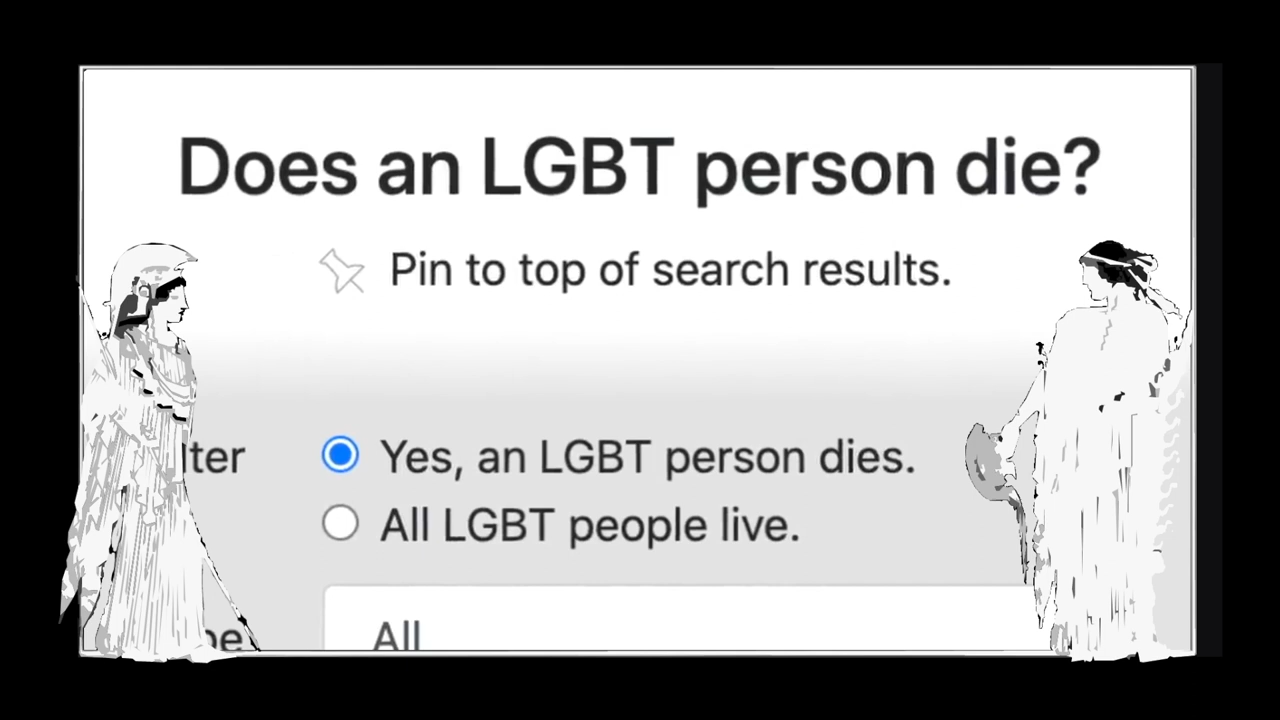 Does an LGBT person die?
Pin to top of search results.
Yes, an LGBT person dies.
All LGBT people live.
All